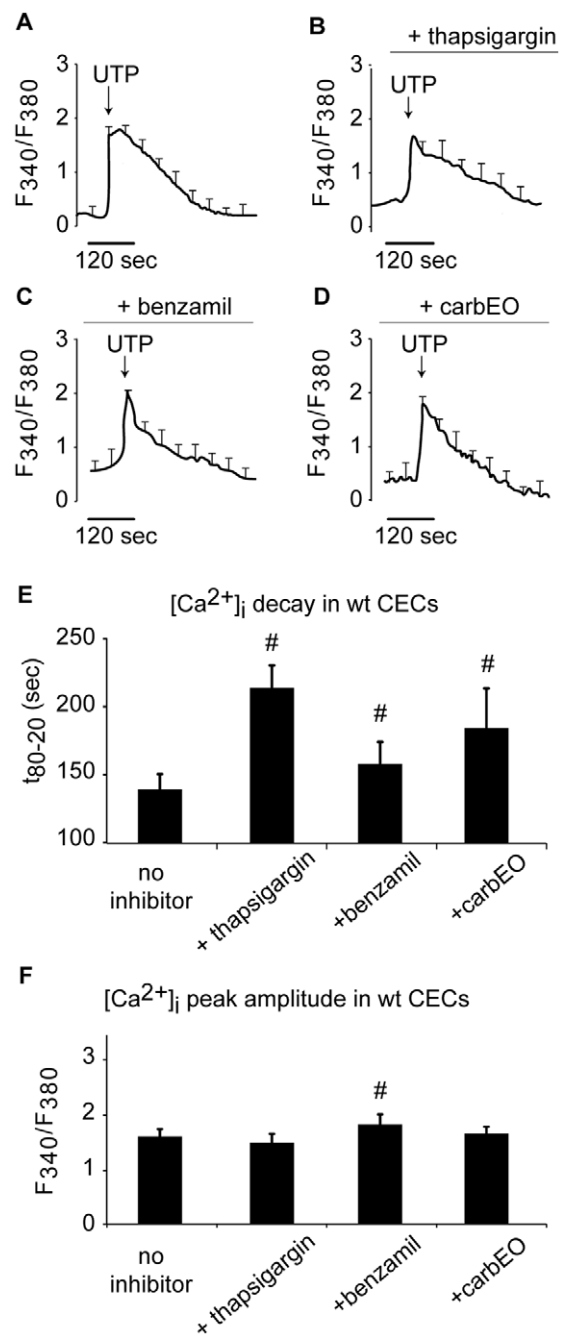 A
3
UTP
2
1
0
F340/F380
120 sec
B
+ thapsigargin
3
UTP
2
1
0
F340/F380
120 sec
C
+ benzamil
3
UTP
2
1
0
F340/F380
120 sec
D
+ carbEO
3
UTP
2
1
0
F340/F380
120 sec
E
[Ca2+]i decay in wt CECs
250
200
150
100
t80-20 (sec)
#
#
#
no
inhibitor
+ thapsigargin
+benzamil
+carbEO
F
[Ca2+]i peak amplitude in wt CECs
3
2
1
0
F340/F380
#
no
inhibitor
+ thapsigargin
+benzamil
+carbEO